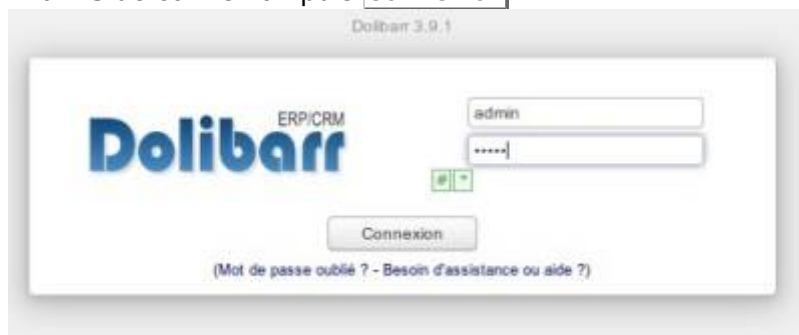 Dolibarr 3.9.1
ERP/CRM
Dolibarr
admin
•••••
# *
Connexion
(Mot de passe oublié ? - Besoin d'assistance ou aide ?)